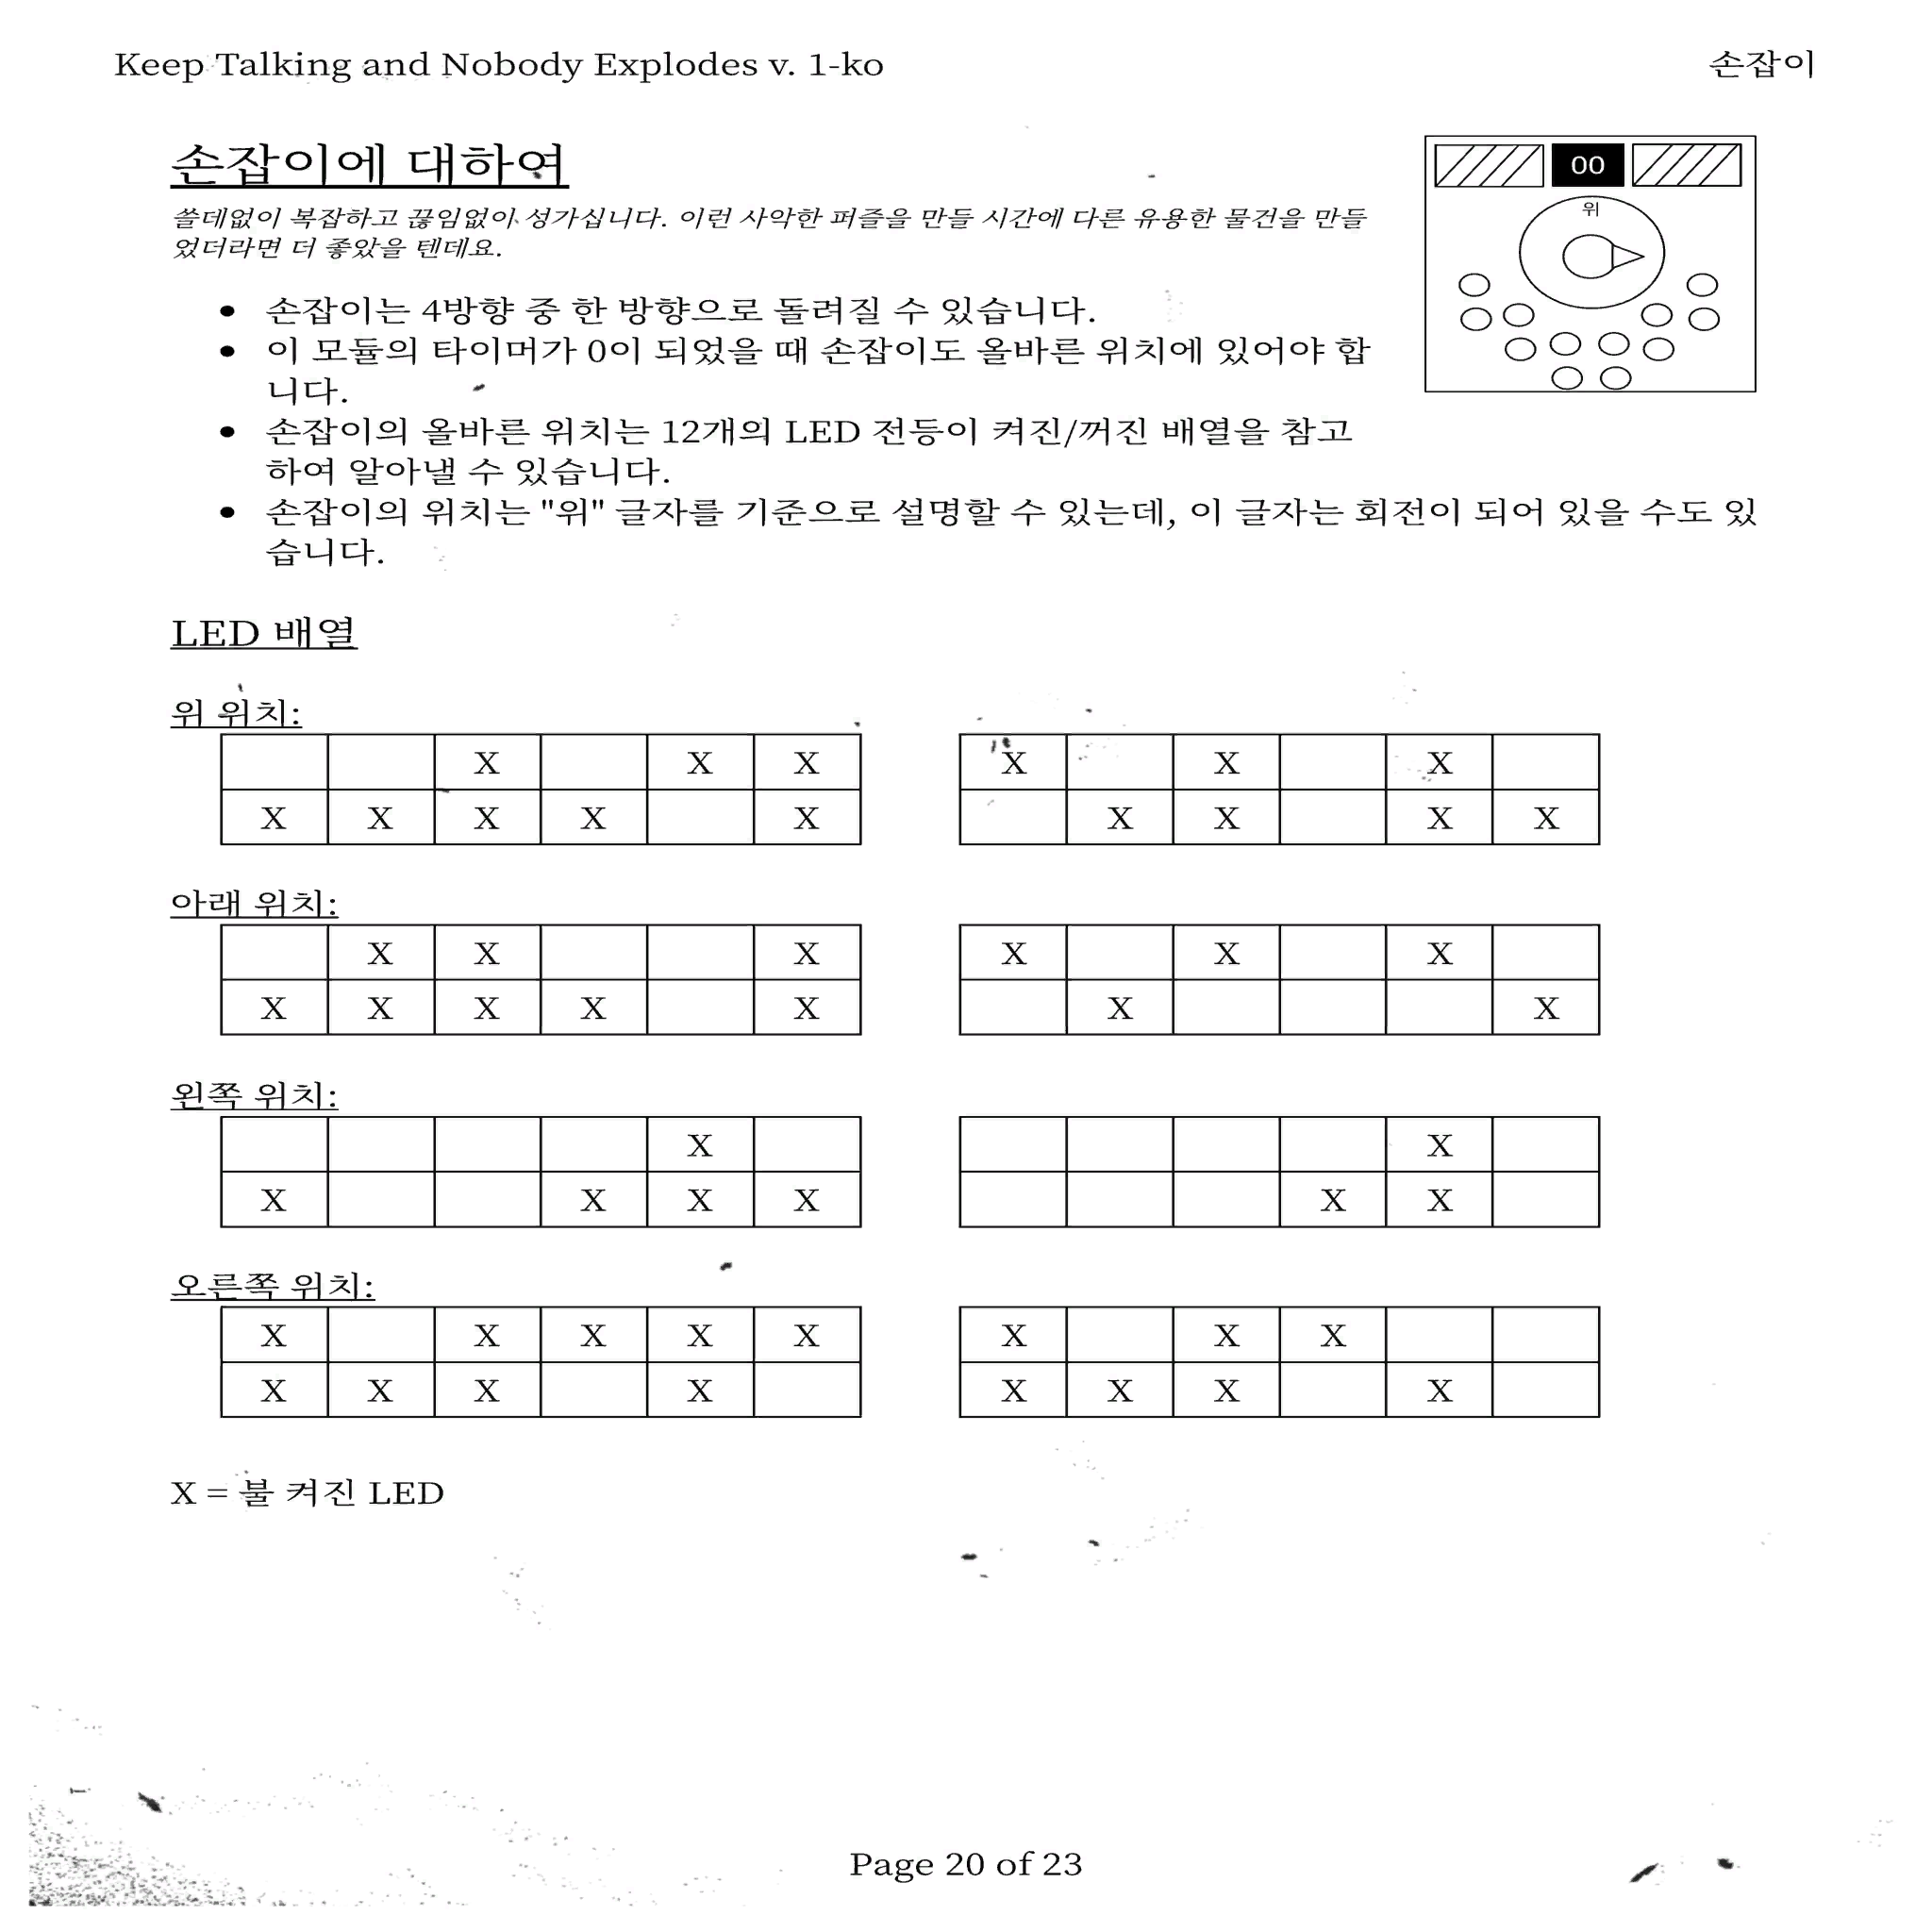 Keep Talking and Nobody Explodes v. 1-ko 손잡이
손잡이에 대하여
쓸데없이 복잡하고 끊임없이 성가십니다. 이런 사악한 퍼즐을 만들 시간에 다른 유용한 물건을 만들
었더라면 더 좋았을 텐데요.
00
위
• 손잡이는 4방향 중 한 방향으로 돌려질 수 있습니다.
• 이 모듈의 타이머가 0이 되었을 때 손잡이도 올바른 위치에 있어야 합
니다.
• 손잡이의 올바른 위치는 12개의 LED 전등이 켜진/꺼진 배열을 참고
하여 알아낼 수 있습니다.
• 손잡이의 위치는 "위" 글자를 기준으로 설명할 수 있는데, 이 글자는 회전이 되어 있을 수도 있
습니다.
LED 배열
위 위치:
X X X X X X
X X X X X X X X X
아래 위치:
X X X X X X
X X X X X X X
왼쪽 위치:
X X
X X X X X X
오른쪽 위치:
X X X X X X X X
X X X X X X X X
X = 불 켜진 LED
Page 20 of 23